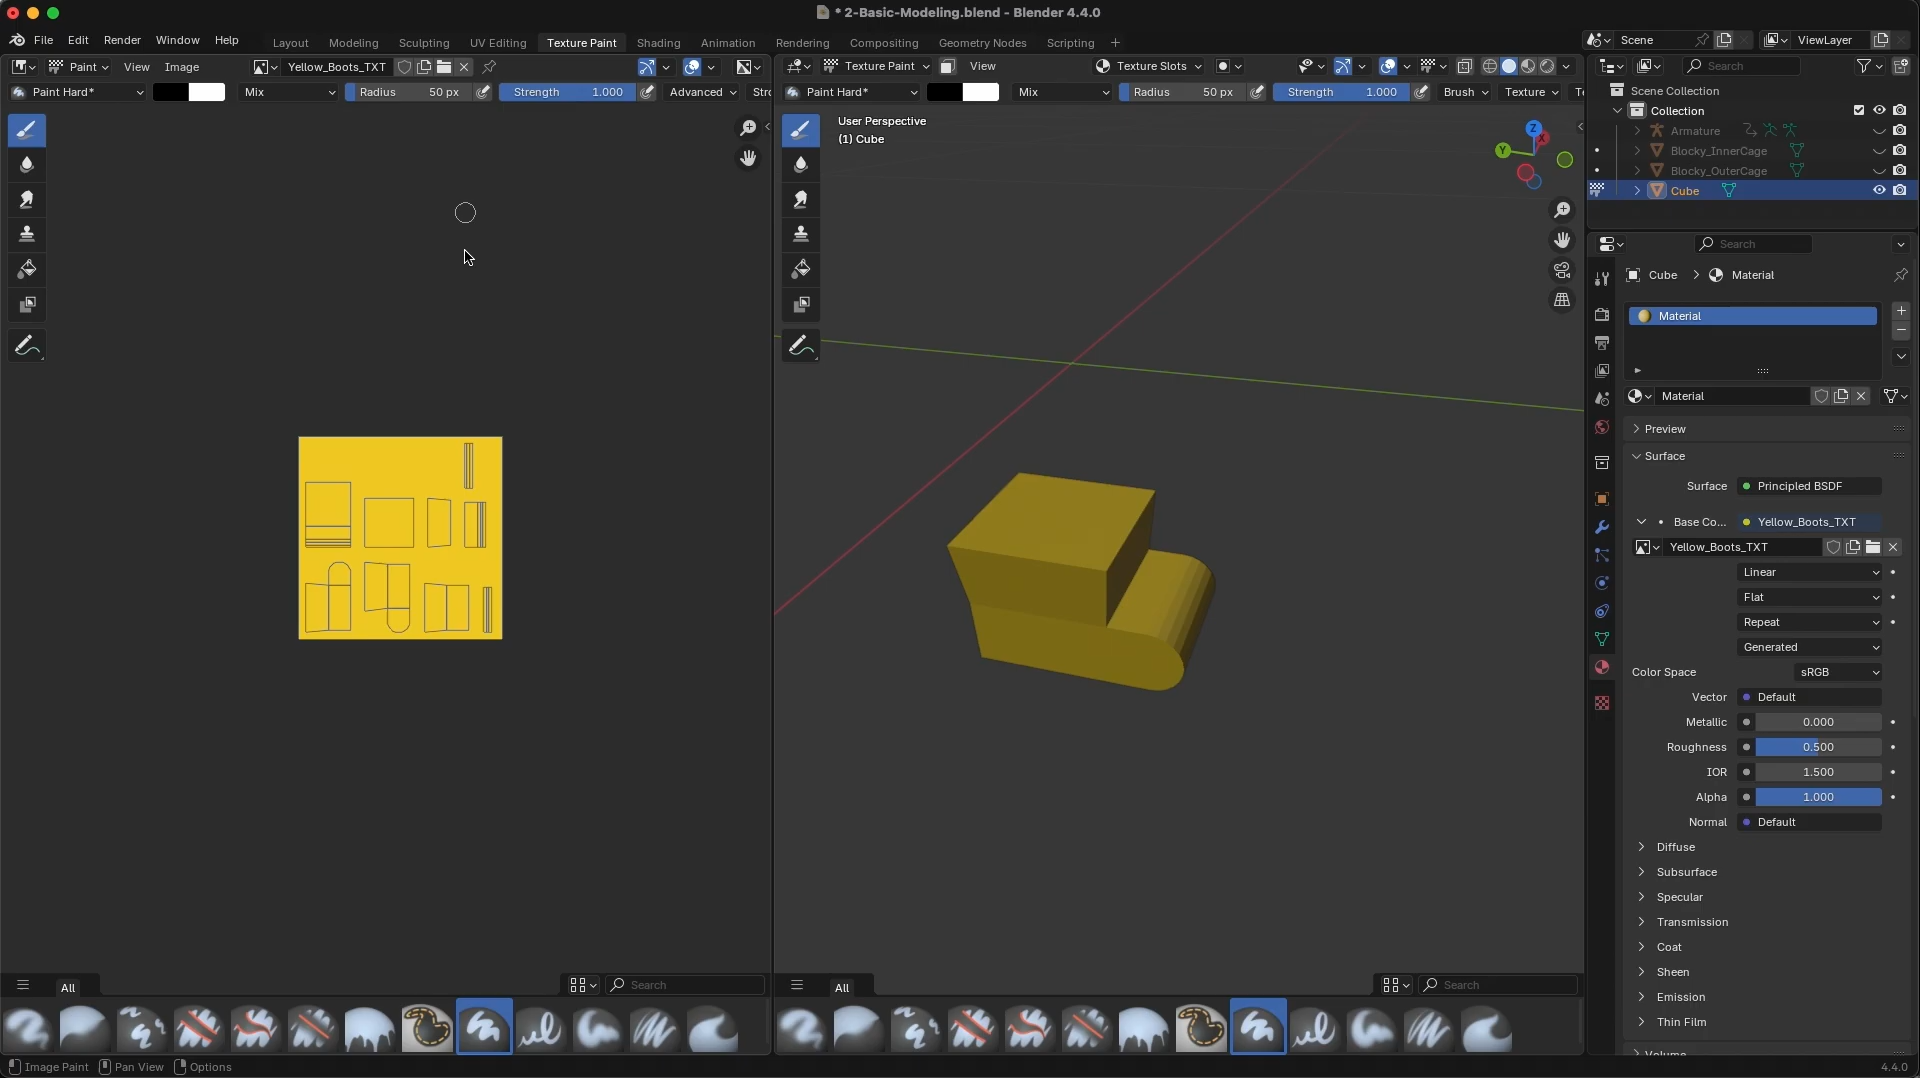 * 2-Basic-Modeling.blend - Blender 4.4.0
File Edit Render Window Help Layout Modeling Sculpting UV Editing Texture Paint Shading Animation Rendering Compositing Geometry Nodes Scripting + Scene ViewLayer
Paint View Image Yellow_Boots_TXT Texture Paint View Texture Slots Search
Paint Hard* Mix Radius 50 px Strength 1.000 Advanced Stro Paint Hard* Mix Radius 50 px Strength 1.000 Brush Texture Te
Scene Collection
Collection
Armature
Blocky_InnerCage
Blocky_OuterCage
Cube
User Perspective
(1) Cube
Z
X
Y
Search
Cube > Material
Material
Material
Preview
Surface
Surface Principled BSDF
Base Co... Yellow_Boots_TXT
Yellow_Boots_TXT
Linear
Flat
Repeat
Generated
Color Space sRGB
Vector Default
Metallic 0.000
Roughness 0.500
IOR 1.500
Alpha 1.000
Normal Default
Diffuse
Subsurface
Specular
Transmission
Coat
Sheen
Emission
Thin Film
Volume
All Search All Search
Image Paint Pan View Options 4.4.0